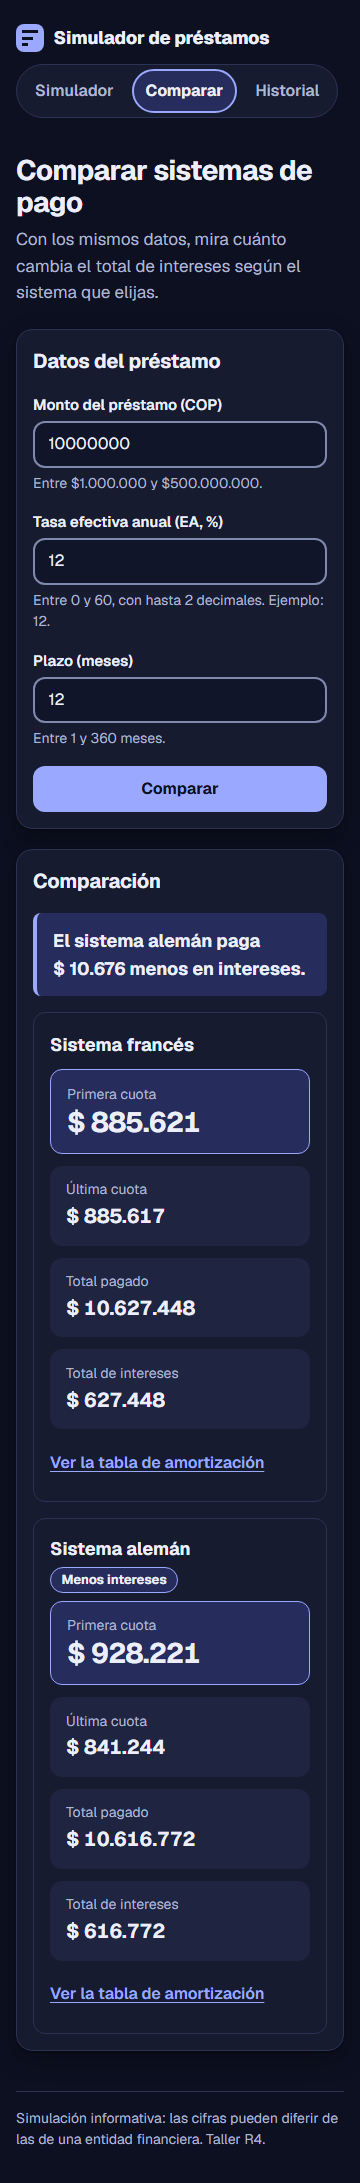 Simulador de préstamos
Simulador
Comparar
Historial
Comparar sistemas de
pago
Con los mismos datos, mira cuánto
cambia el total de intereses según el
sistema que elijas.
Datos del préstamo
Monto del préstamo (COP)
10000000
Entre $1.000.000 y $500.000.000.
Tasa efectiva anual (EA, %)
12
Entre 0 y 60, con hasta 2 decimales. Ejemplo:
12.
Plazo (meses)
12
Entre 1 y 360 meses.
Comparar
Comparación
El sistema alemán paga
$ 10.676 menos en intereses.
Sistema francés
Primera cuota
$ 885.621
Última cuota
$ 885.617
Total pagado
$ 10.627.448
Total de intereses
$ 627.448
Ver la tabla de amortización
Sistema alemán
Menos intereses
Primera cuota
$ 928.221
Última cuota
$ 841.244
Total pagado
$ 10.616.772
Total de intereses
$ 616.772
Ver la tabla de amortización
Simulación informativa: las cifras pueden diferir de
las de una entidad financiera. Taller R4.